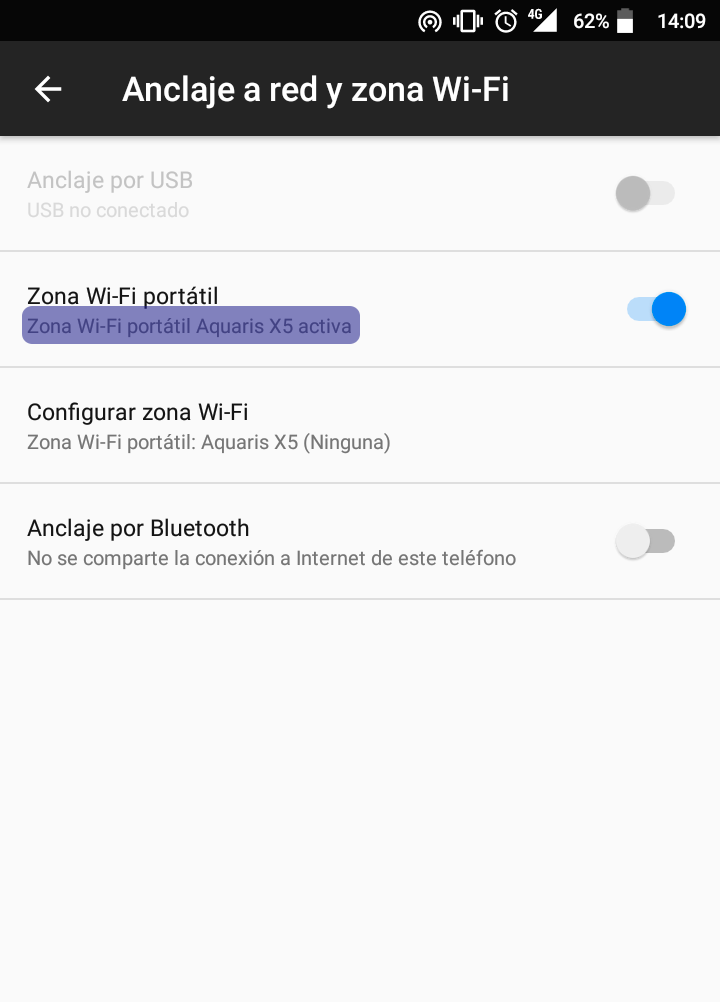 4G 62% 14:09
Anclaje a red y zona Wi-Fi
Anclaje por USB
USB no conectado
Zona Wi-Fi portátil
Zona Wi-Fi portátil Aquaris X5 activa
Configurar zona Wi-Fi
Zona Wi-Fi portátil: Aquaris X5 (Ninguna)
Anclaje por Bluetooth
No se comparte la conexión a Internet de este teléfono